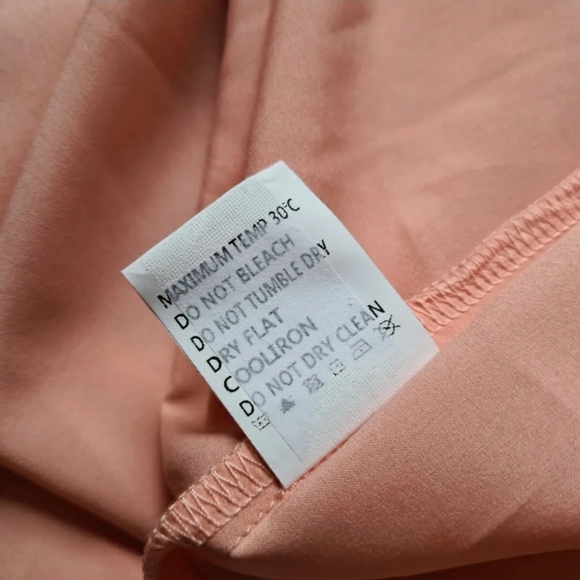 MAXIMUM TEMP 30°C
DO NOT BLEACH
DO NOT TUMBLE DRY
DRY FLAT
COOLIRON
DO NOT DRY CLEAN